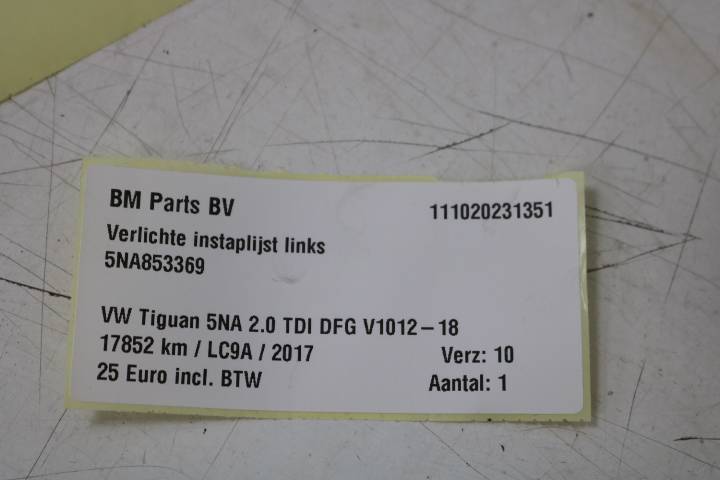 BM Parts BV 111020231351
Verlichte instaplijst links
5NA853369
VW Tiguan 5NA 2.0 TDI DFG V1012-18
17852 km / LC9A / 2017 Verz: 10
25 Euro incl. BTW Aantal: 1